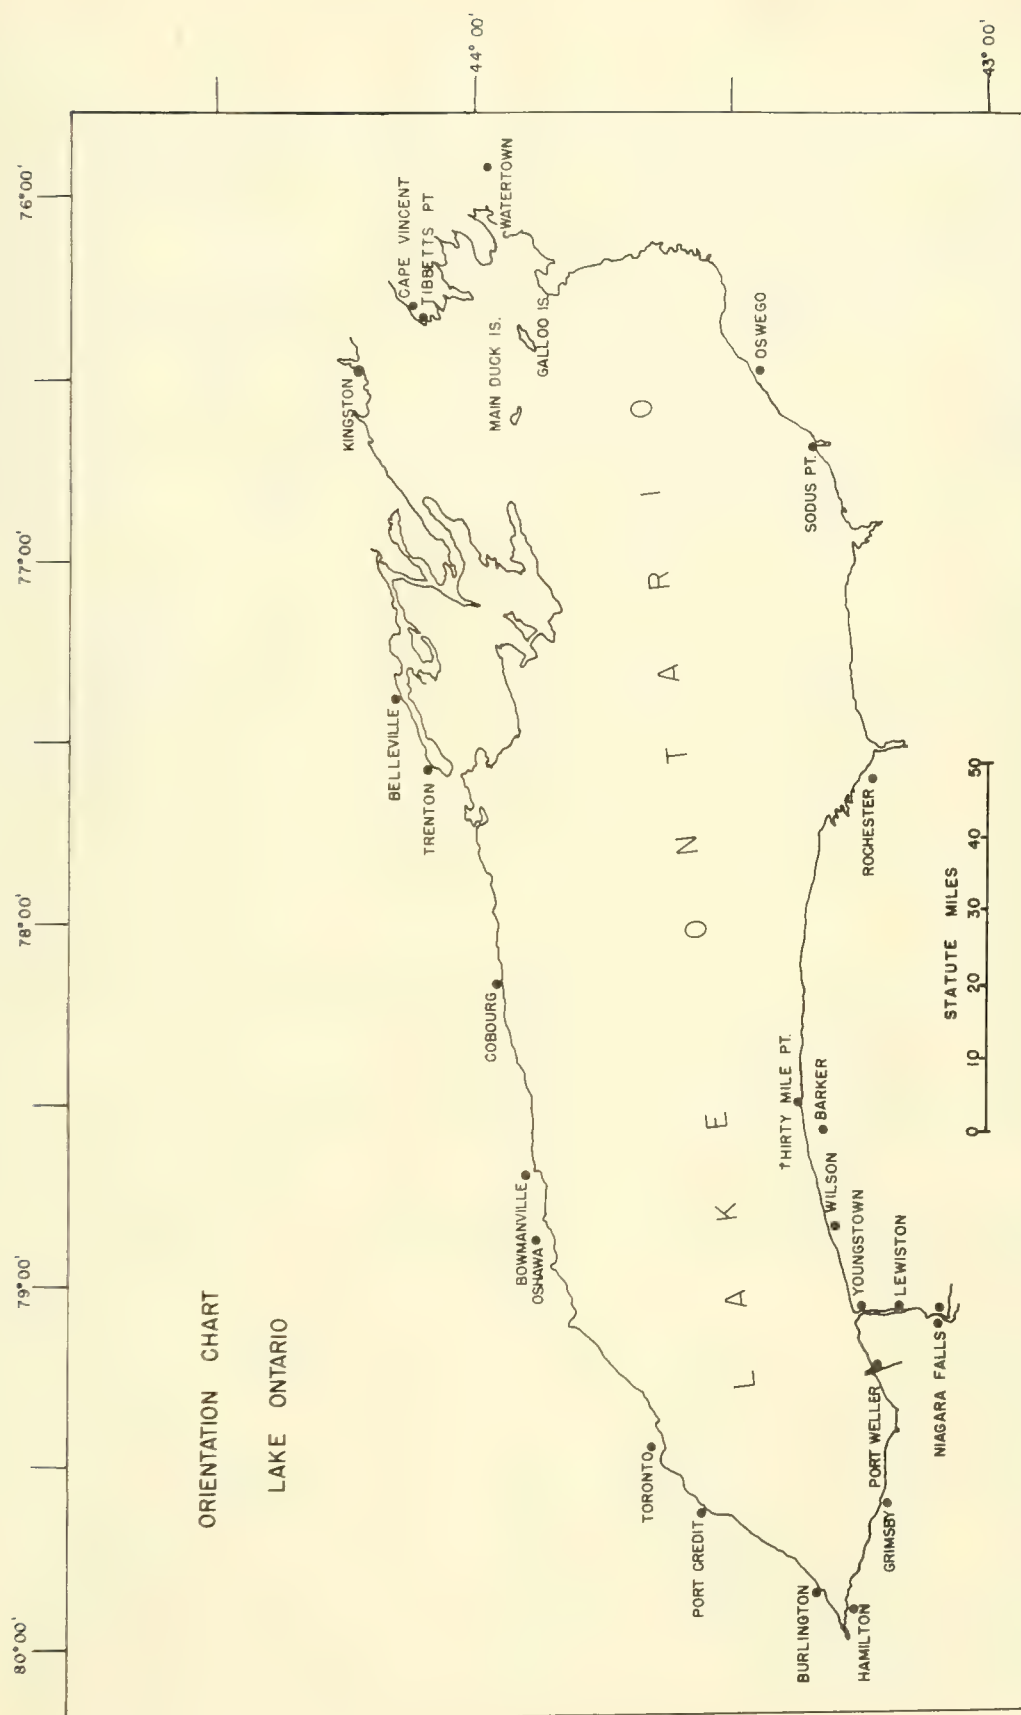 ORIENTATION CHART
LAKE ONTARIO
80°00'
79°00'
78°00'
77°00'
76°00'
44° 00'
43° 00'
KINGSTON
CAPE VINCENT
TIBBETTS PT
WATERTOWN
MAIN DUCK IS.
GALLOO IS.
BELLEVILLE
TRENTON
COBOURG
BOWMANVILLE
OSHAWA
TORONTO
PORT CREDIT
BURLINGTON
HAMILTON
GRIMSBY
PORT WELLER
NIAGARA FALLS
LEWISTON
YOUNGSTOWN
WILSON
BARKER
THIRTY MILE PT.
ROCHESTER
SODUS PT.
OSWEGO
LAKE ONTARIO
STATUTE MILES
0 10 20 30 40 50